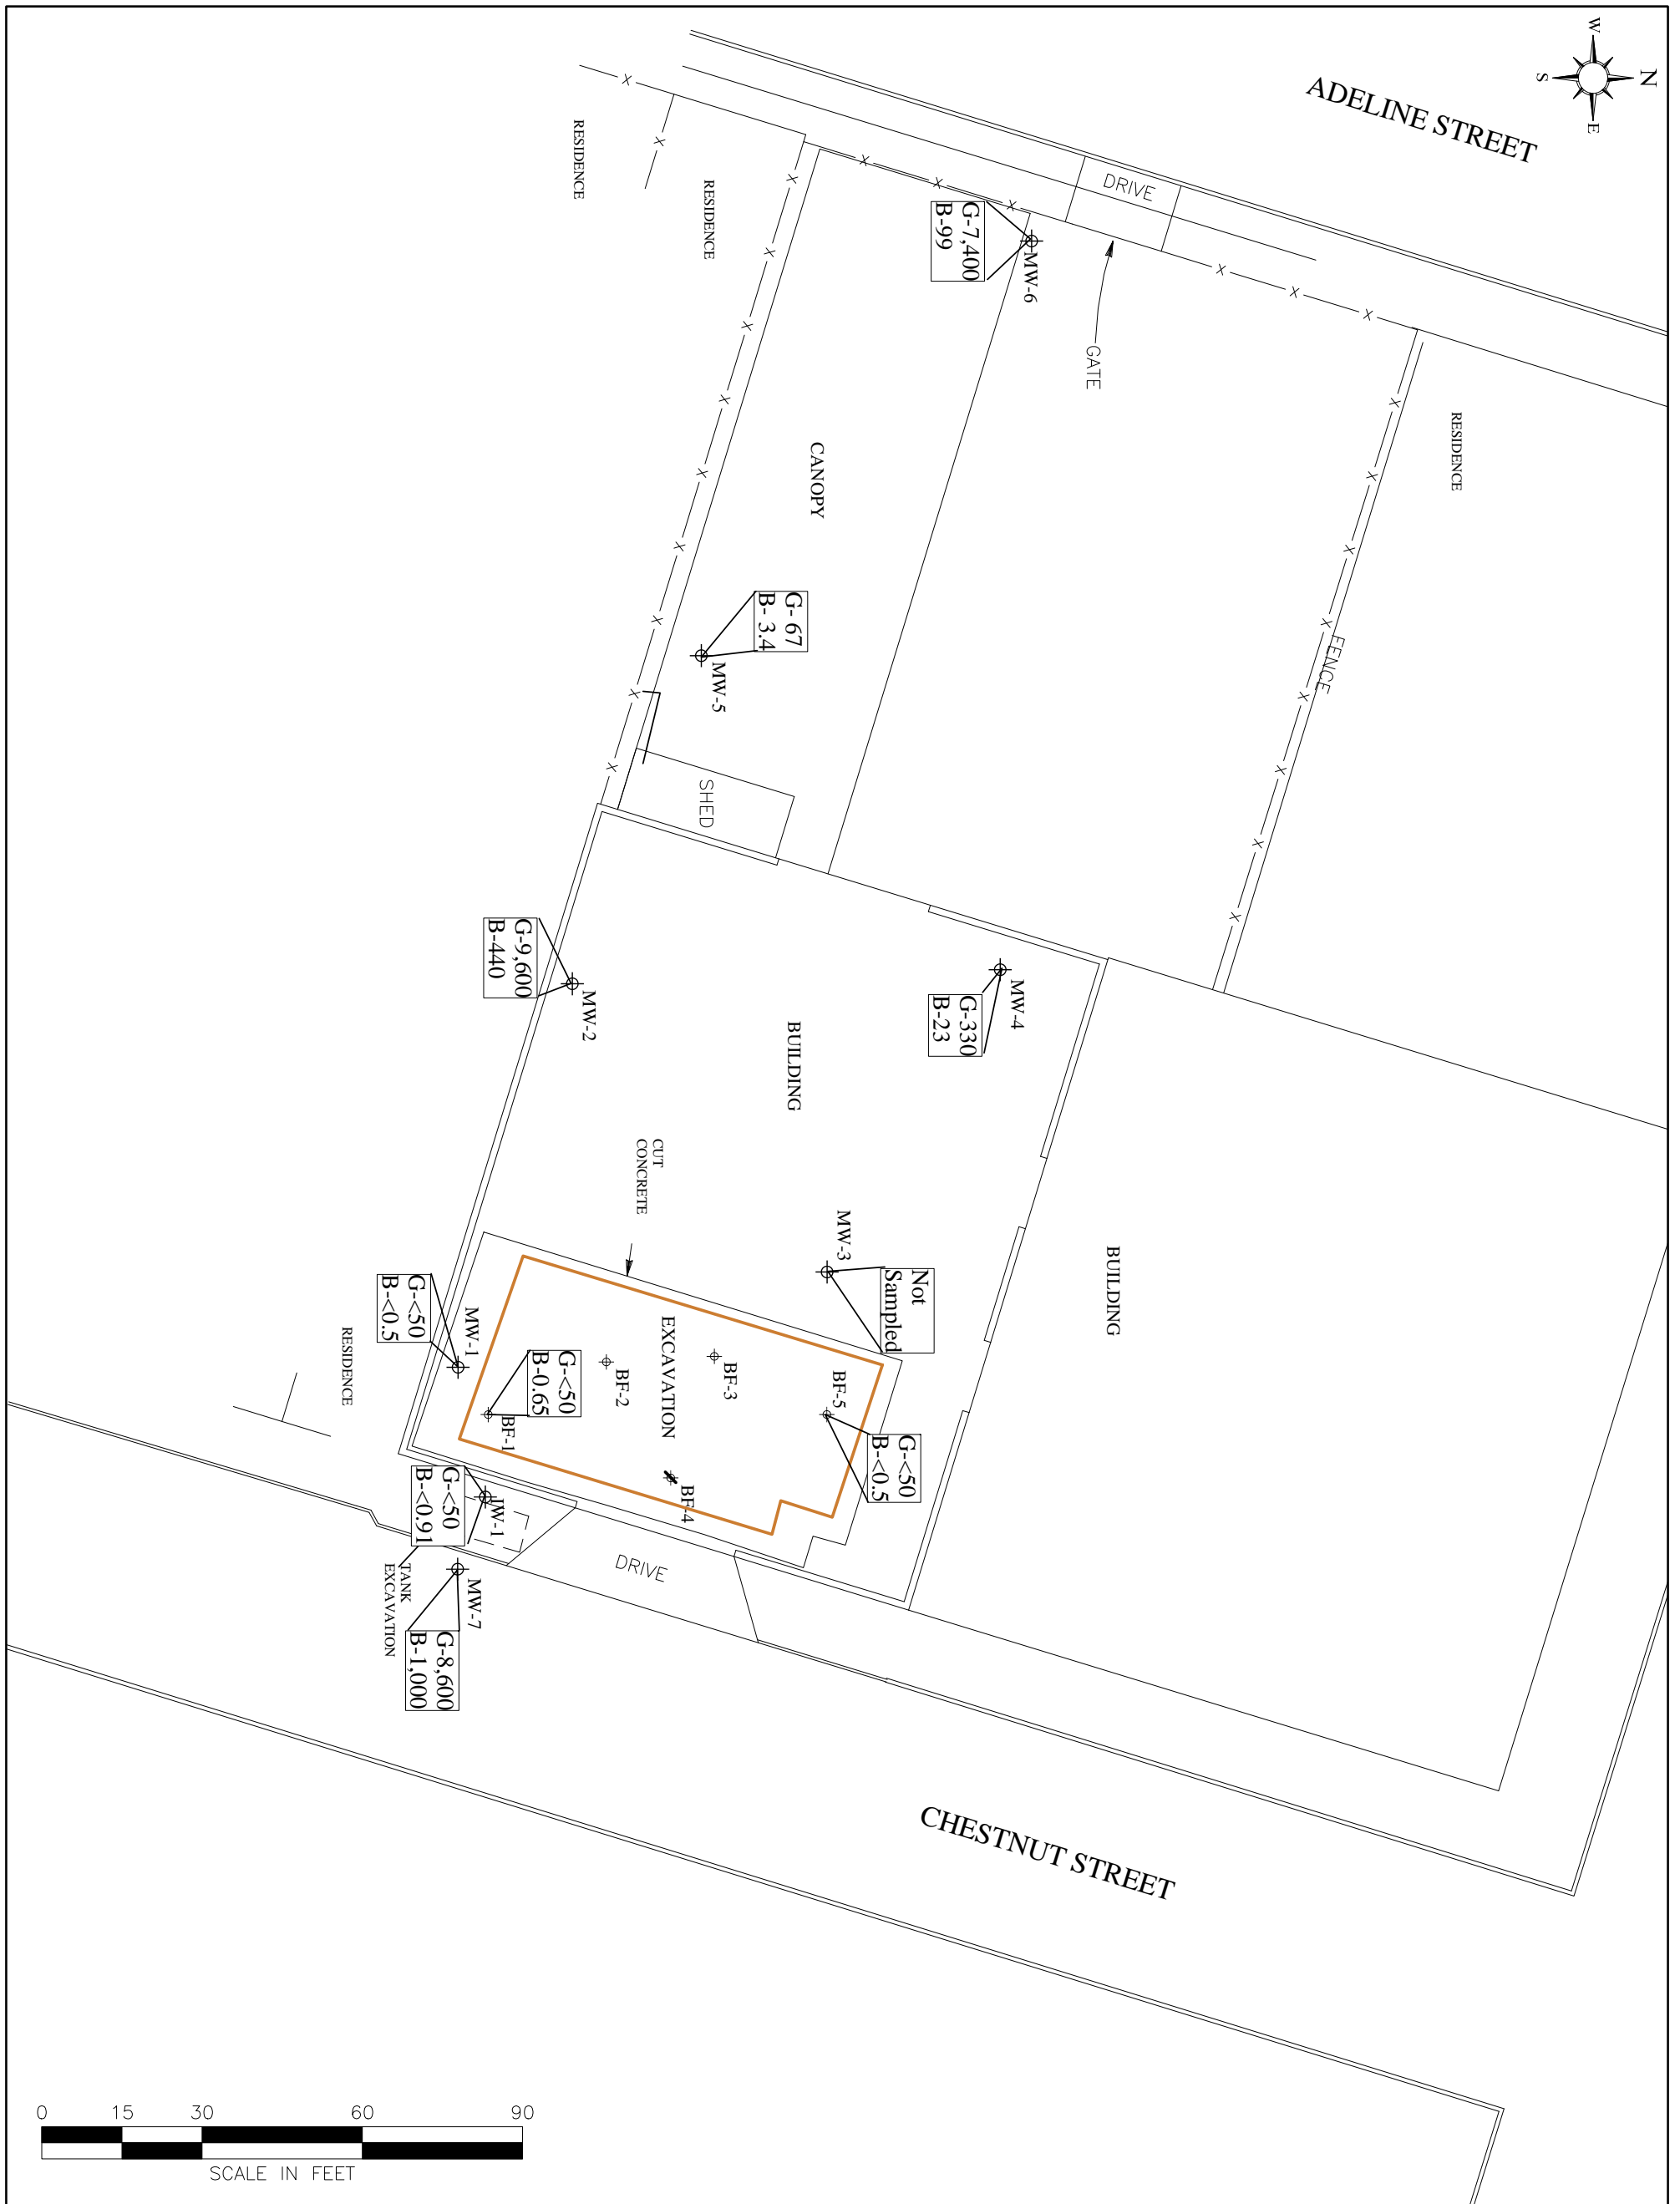 W
N
S
E
ADELINE STREET
DRIVE
RESIDENCE
RESIDENCE
G-7,400
B-99
MW-6
GATE
RESIDENCE
CANOPY
G- 67
B- 3.4
MW-5
FENCE
SHED
G-9,600
B-440
MW-2
MW-4
G-330
B-23
BUILDING
CUT
CONCRETE
MW-3
Not
Sampled
BUILDING
G-<50
B-<0.5
MW-1
RESIDENCE
EXCAVATION
BF-3
BF-2
G-<50
B-0.65
BF-1
BF-5
G-<50
B-<0.5
BF-4
G-<50
B-<0.91
IW-1
DRIVE
TANK
EXCAVATION
MW-7
G-8,600
B-1,000
CHESTNUT STREET
0 15 30 60 90
SCALE IN FEET